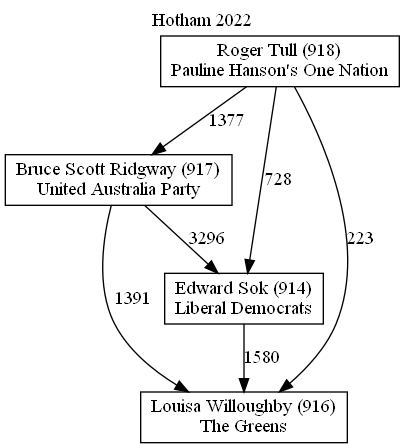 Hotham 2022
Roger Tull (918)
Pauline Hanson's One Nation
1377
Bruce Scott Ridgway (917)
United Australia Party
728
3296
223
Edward Sok (914)
Liberal Democrats
1391
1580
Louisa Willoughby (916)
The Greens